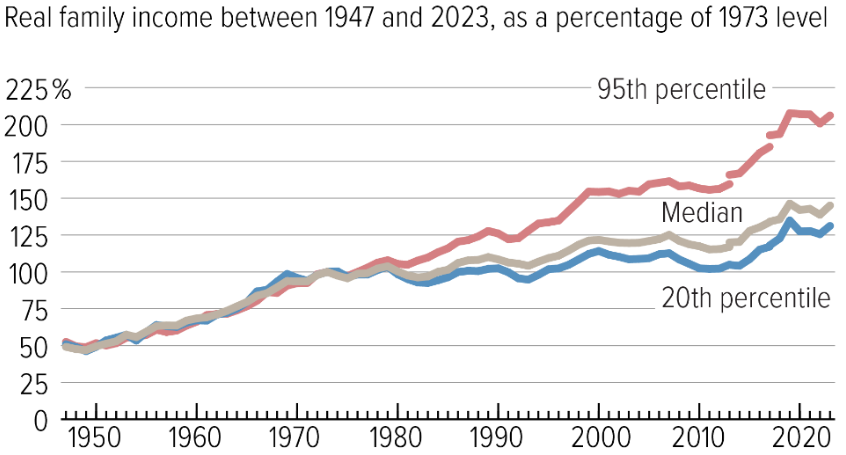 Real family income between 1947 and 2023, as a percentage of 1973 level
225%
95th percentile
200
175
150
Median
125
100
20th percentile
75
50
25
0
1950 1960 1970 1980 1990 2000 2010 2020